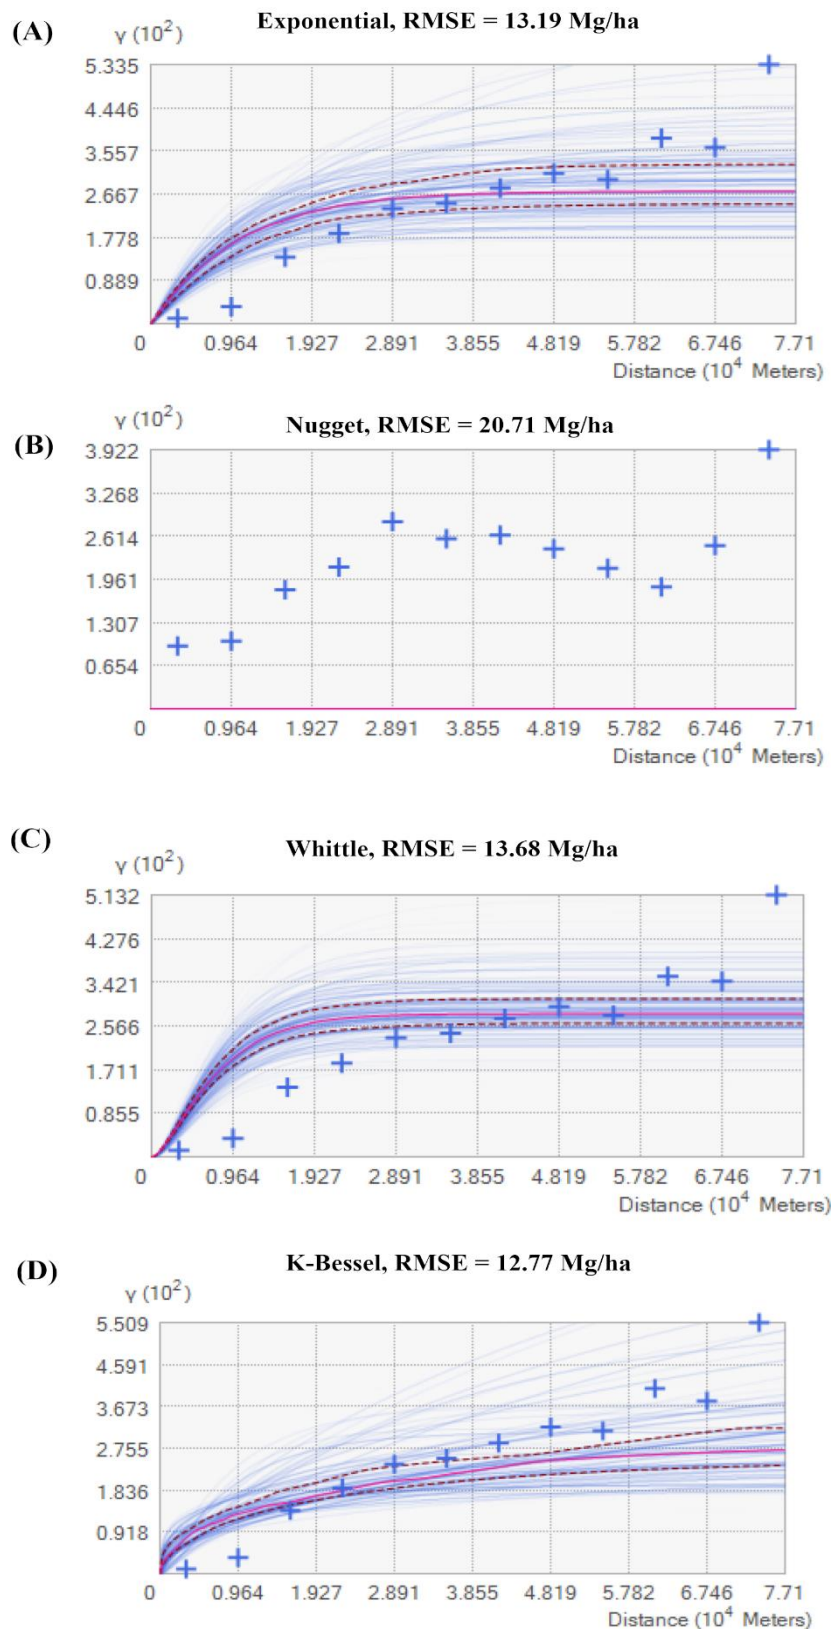 (A)
Exponential, RMSE = 13.19 Mg/ha
γ (10²)
5.335
4.446
3.557
2.667
1.778
0.889
0 0.964 1.927 2.891 3.855 4.819 5.782 6.746 7.71
Distance (10⁴ Meters)
(B)
Nugget, RMSE = 20.71 Mg/ha
γ (10²)
3.922
3.268
2.614
1.961
1.307
0.654
0 0.964 1.927 2.891 3.855 4.819 5.782 6.746 7.71
Distance (10⁴ Meters)
(C)
Whittle, RMSE = 13.68 Mg/ha
γ (10²)
5.132
4.276
3.421
2.566
1.711
0.855
0 0.964 1.927 2.891 3.855 4.819 5.782 6.746 7.71
Distance (10⁴ Meters)
(D)
K-Bessel, RMSE = 12.77 Mg/ha
γ (10²)
5.509
4.591
3.673
2.755
1.836
0.918
0 0.964 1.927 2.891 3.855 4.819 5.782 6.746 7.71
Distance (10⁴ Meters)